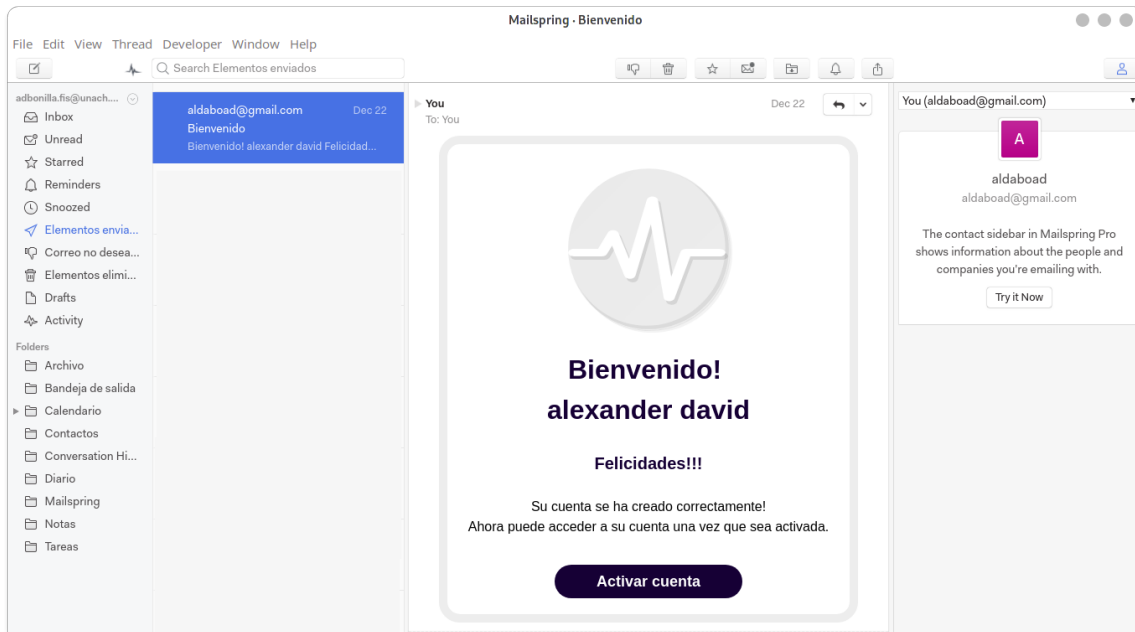 Mailspring · Bienvenido
File Edit View Thread Developer Window Help
Search Elementos enviados
adbonilla.fis@unach....
Inbox
Unread
Starred
Reminders
Snoozed
Elementos envia...
Correo no desea...
Elementos elimi...
Drafts
Activity
Folders
Archivo
Bandeja de salida
Calendario
Contactos
Conversation Hi...
Diario
Mailspring
Notas
Tareas
aldaboad@gmail.com Dec 22
Bienvenido
Bienvenido! alexander david Felicidad...
You Dec 22
To: You
Bienvenido!
alexander david
Felicidades!!!
Su cuenta se ha creado correctamente!
Ahora puede acceder a su cuenta una vez que sea activada.
Activar cuenta
You (aldaboad@gmail.com)
A
aldaboad
aldaboad@gmail.com
The contact sidebar in Mailspring Pro
shows information about the people and
companies you're emailing with.
Try it Now